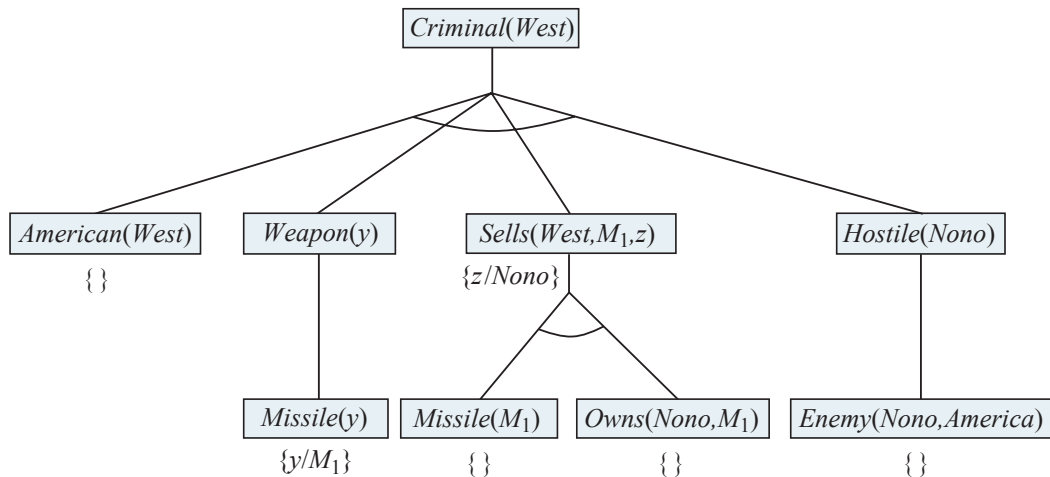 Criminal(West)
American(West)
Weapon(y)
Sells(West,M1,z)
Hostile(Nono)
{ }
{z/Nono}
Missile(y)
Missile(M1)
Owns(Nono,M1)
Enemy(Nono,America)
{y/M1}
{ }
{ }
{ }